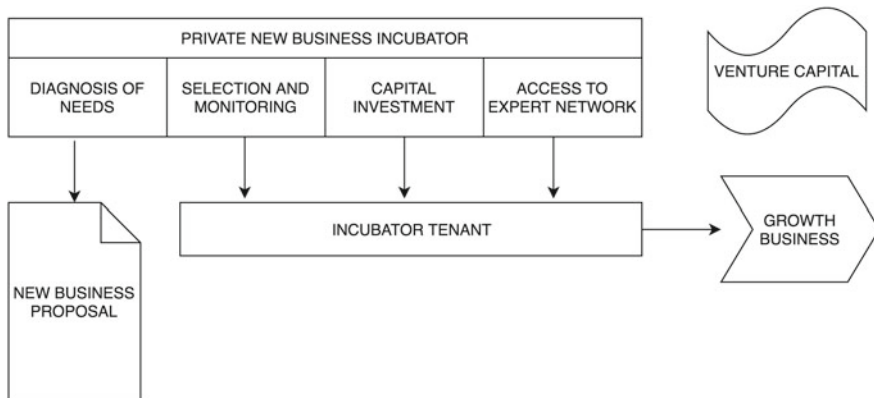 PRIVATE NEW BUSINESS INCUBATOR
DIAGNOSIS OF
NEEDS
SELECTION AND
MONITORING
CAPITAL
INVESTMENT
ACCESS TO
EXPERT NETWORK
VENTURE CAPITAL
INCUBATOR TENANT
GROWTH
BUSINESS
NEW BUSINESS
PROPOSAL